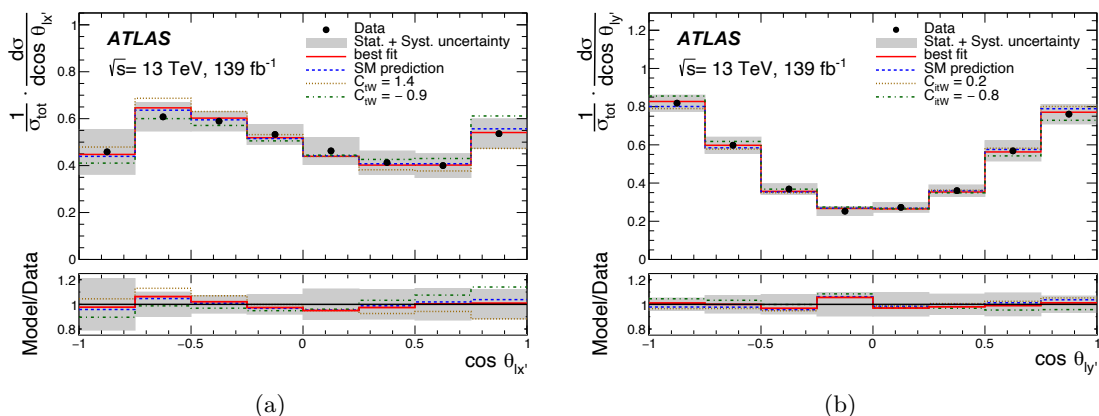 1/σ_tot · dσ/dcos θ_lx'
ATLAS
√s= 13 TeV, 139 fb⁻¹
Data
Stat. + Syst. uncertainty
best fit
SM prediction
C_tW = 1.4
C_tW = − 0.9
1
0.8
0.6
0.4
0.2
0
Model/Data
1.2
1
0.8
−1 −0.5 0 0.5 1
cos θ_lx'
(a)
1/σ_tot · dσ/dcos θ_ly'
ATLAS
√s= 13 TeV, 139 fb⁻¹
Data
Stat. + Syst. uncertainty
best fit
SM prediction
C_itW = 0.2
C_itW = − 0.8
1.2
1
0.8
0.6
0.4
0.2
0
Model/Data
1.2
1
0.8
−1 −0.5 0 0.5 1
cos θ_ly'
(b)